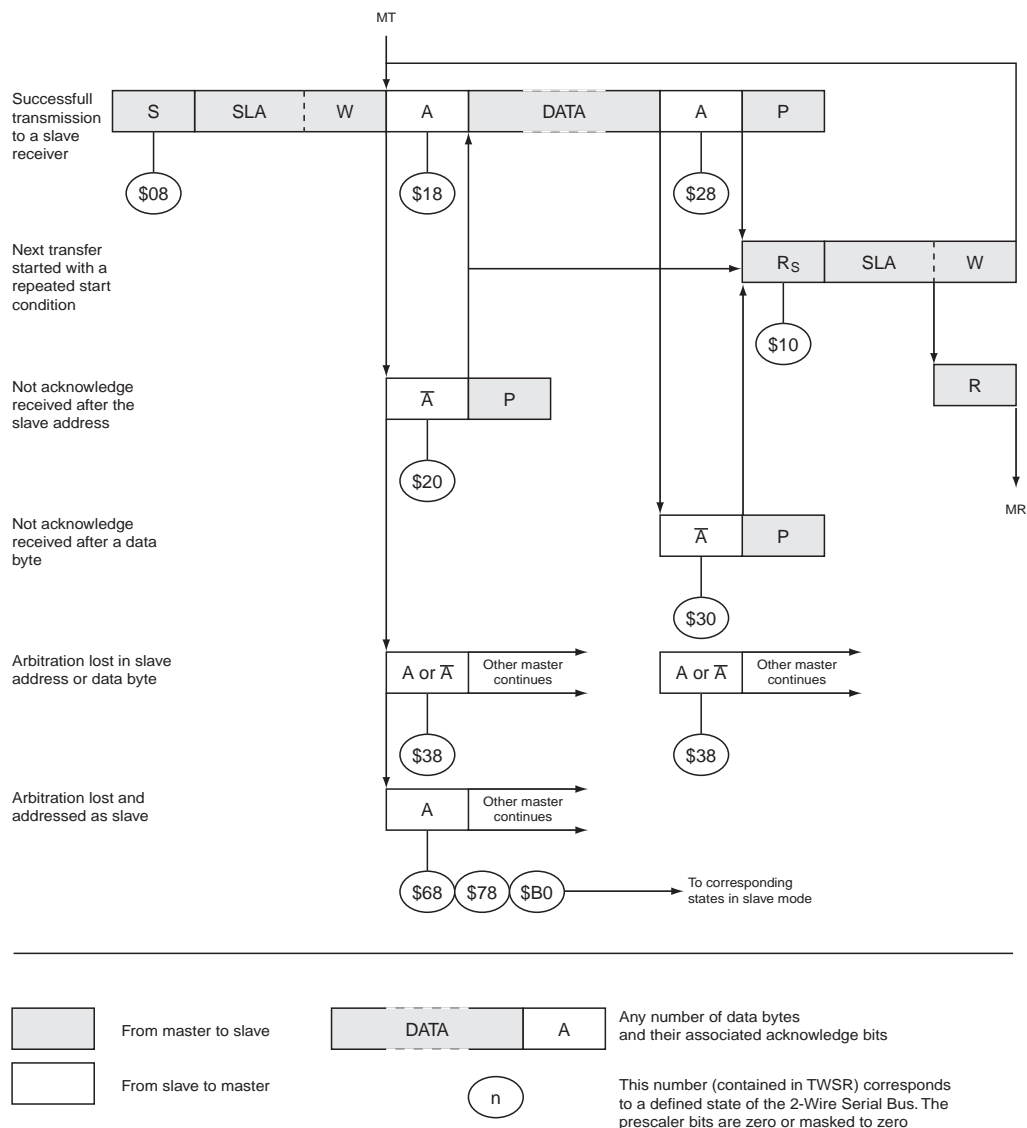 MT
Successfull
transmission
to a slave
receiver
S
SLA
W
A
DATA
A
P
$08
$18
$28
Next transfer
started with a
repeated start
condition
RS
SLA
W
$10
Not acknowledge
received after the
slave address
A
P
R
$20
MR
Not acknowledge
received after a data
byte
A
P
$30
Arbitration lost in slave
address or data byte
A or A
Other master
continues
A or A
Other master
continues
$38
$38
Arbitration lost and
addressed as slave
A
Other master
continues
$68
$78
$B0
To corresponding
states in slave mode
From master to slave
DATA
A
Any number of data bytes
and their associated acknowledge bits
From slave to master
n
This number (contained in TWSR) corresponds
to a defined state of the 2-Wire Serial Bus. The
prescaler bits are zero or masked to zero